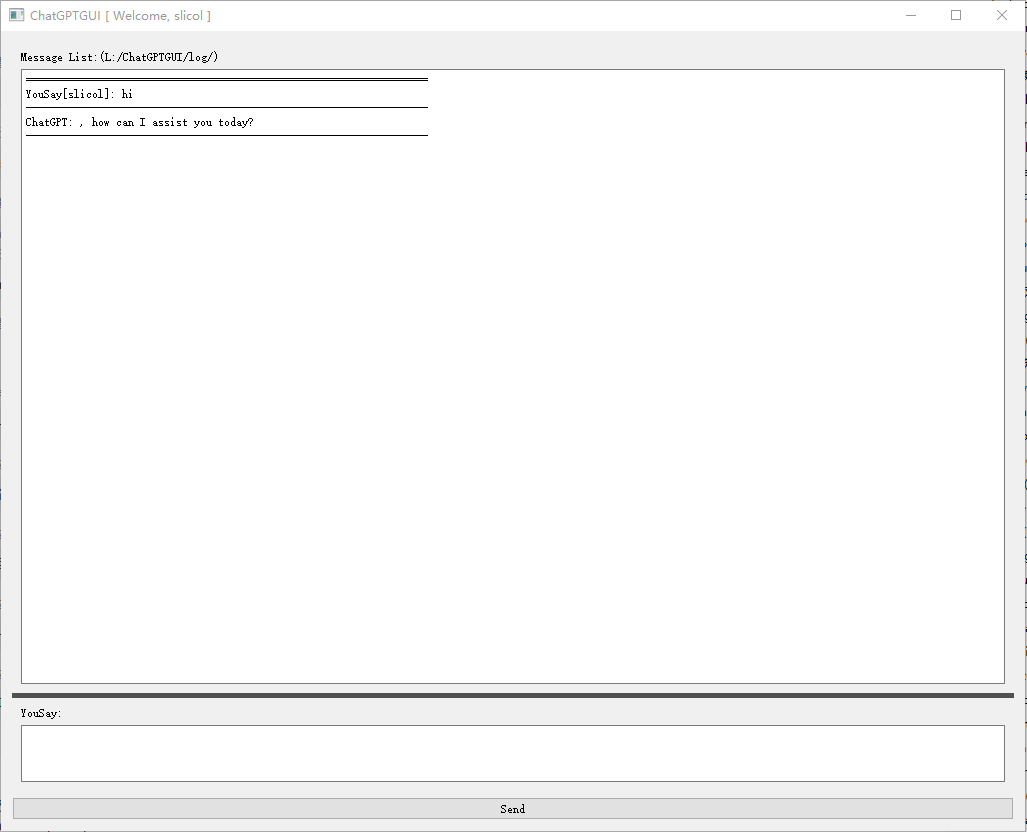 ChatGPTGUI [ Welcome, slicol ]
Message List:(L:/ChatGPTGUI/log/)
YouSay[slicol]: hi
ChatGPT: , how can I assist you today?
YouSay:
Send